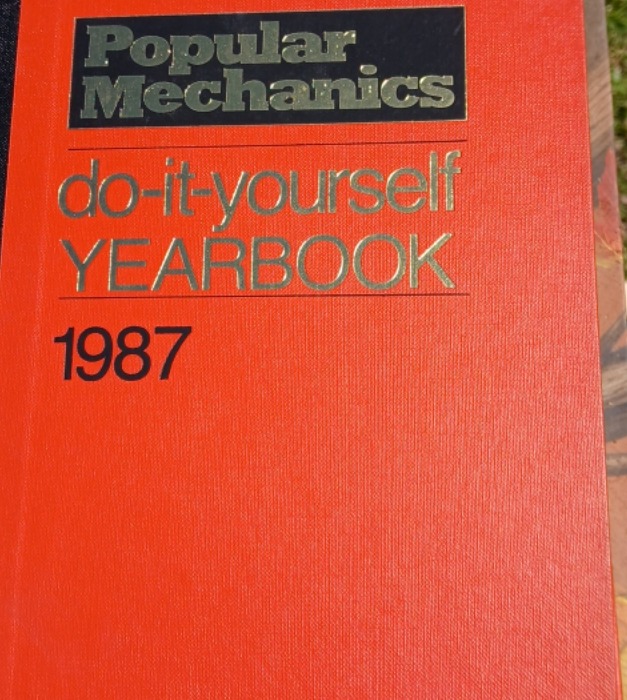 Popular
Mechanics
do-it-yourself
YEARBOOK
1987